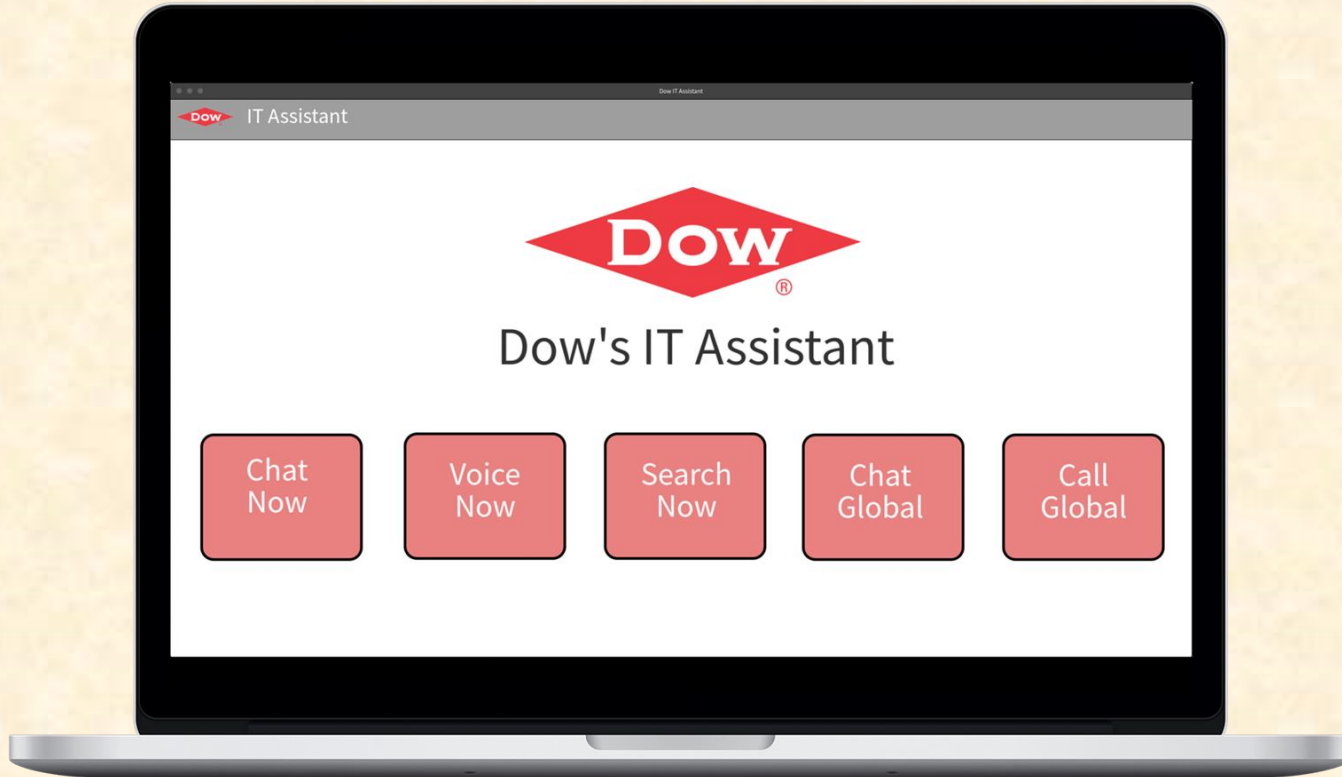 Dow IT Assistant
DOW IT Assistant
DOW
®
Dow's IT Assistant
Chat
Now
Voice
Now
Search
Now
Chat
Global
Call
Global